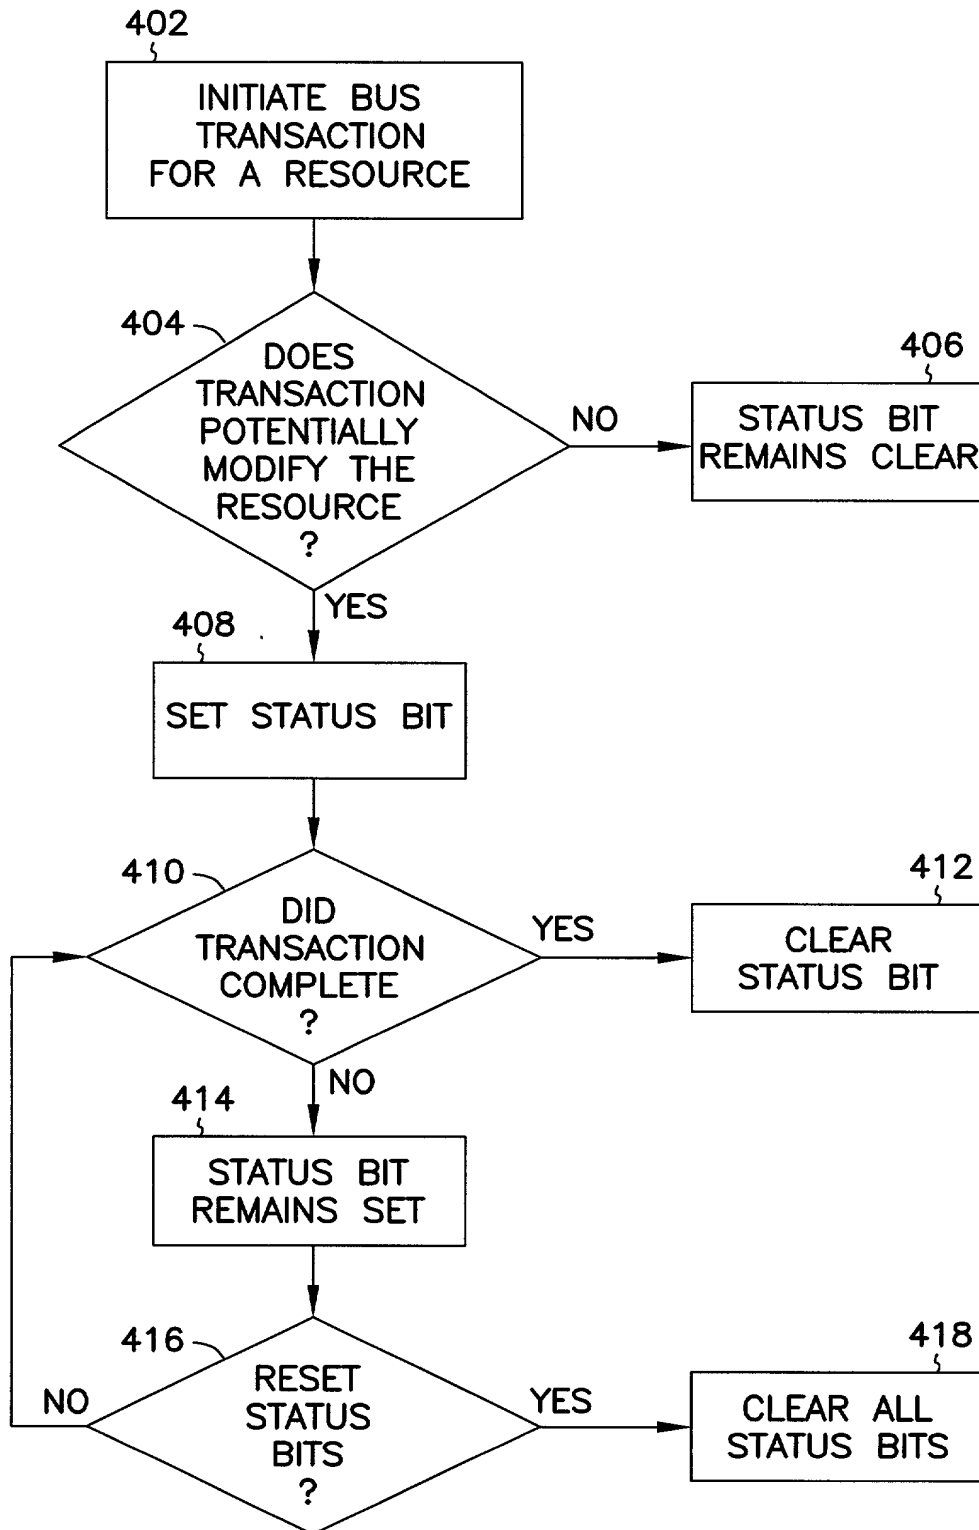 402
INITIATE BUS
TRANSACTION
FOR A RESOURCE
404
DOES
TRANSACTION
POTENTIALLY
MODIFY THE
RESOURCE
?
NO
406
STATUS BIT
REMAINS CLEAR
YES
408
SET STATUS BIT
410
DID
TRANSACTION
COMPLETE
?
YES
412
CLEAR
STATUS BIT
NO
414
STATUS BIT
REMAINS SET
416
RESET
STATUS
BITS
?
NO
YES
418
CLEAR ALL
STATUS BITS